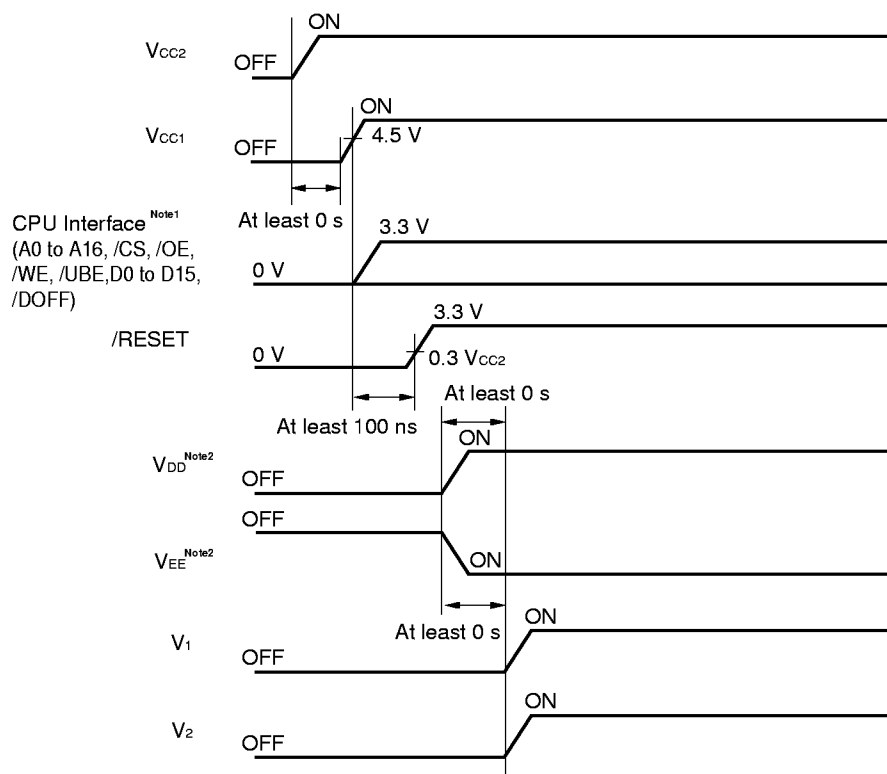 ON
VCC2
OFF
ON
VCC1
4.5 V
OFF
At least 0 s
CPU Interface Note1
(A0 to A16, /CS, /OE,
/WE, /UBE,D0 to D15,
/DOFF)
3.3 V
0 V
3.3 V
/RESET
0 V
0.3 VCC2
At least 0 s
At least 100 ns
ON
VDD Note2
OFF
OFF
VEE Note2
ON
At least 0 s
ON
V1
OFF
ON
V2
OFF